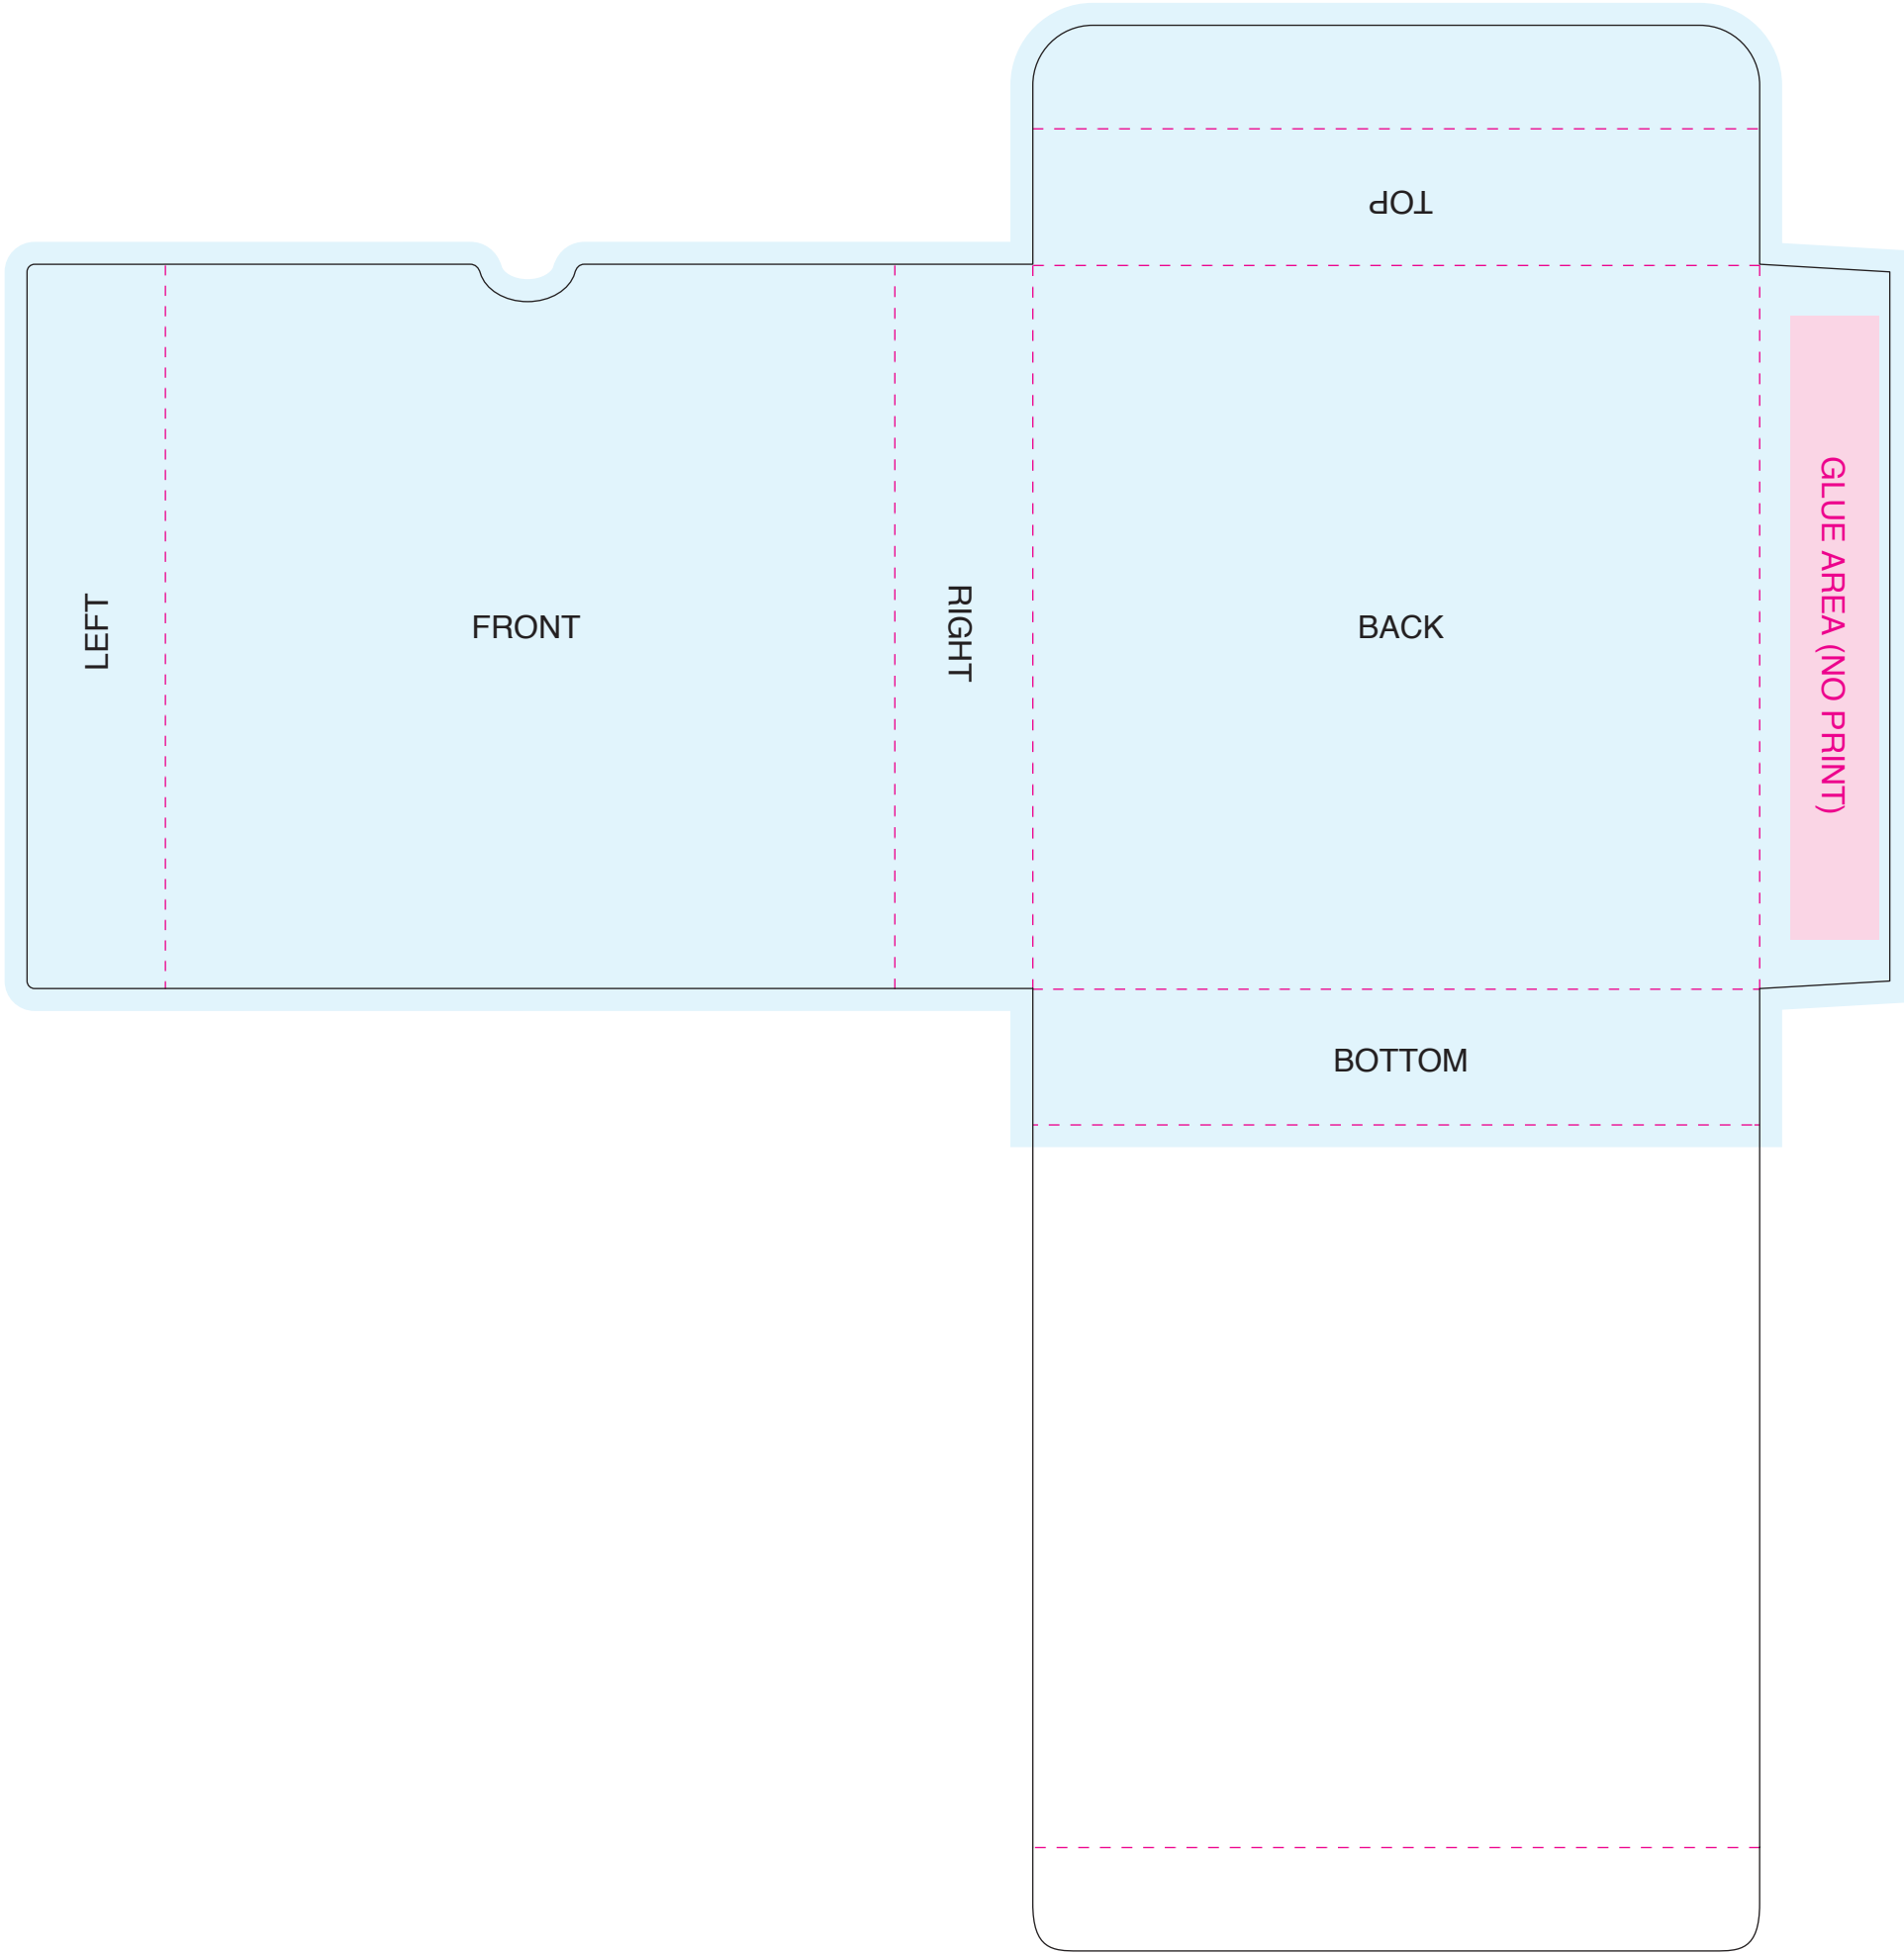 TOP
LEFT
FRONT
RIGHT
BACK
GLUE AREA (NO PRINT)
BOTTOM